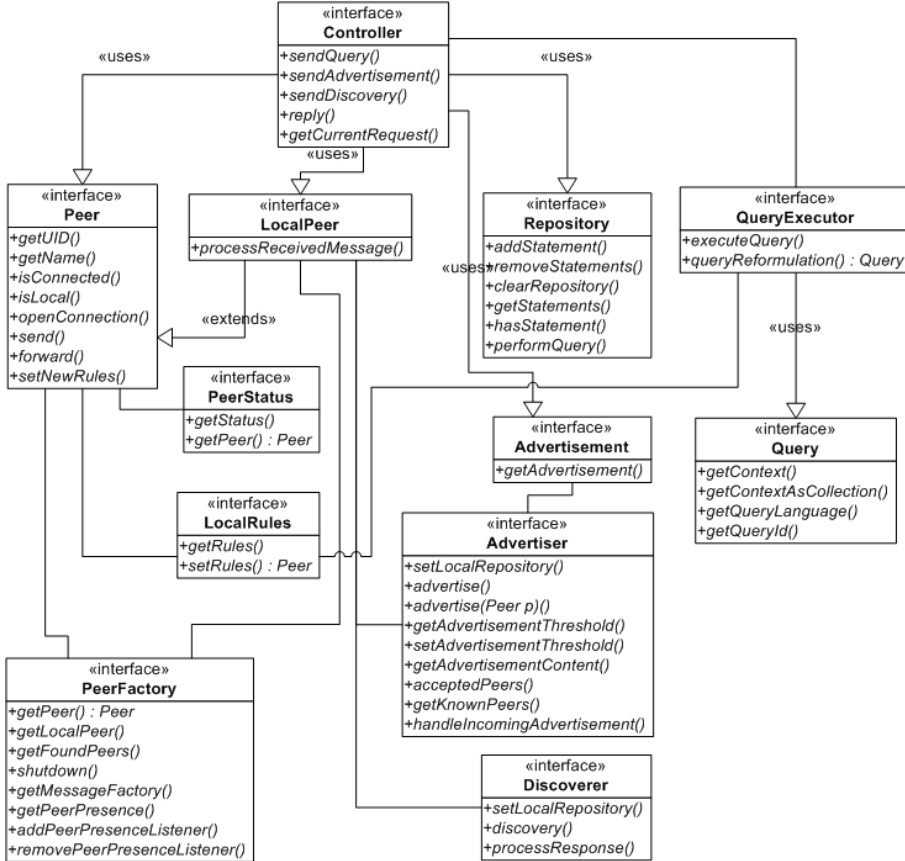 «interface»
Controller
+sendQuery()
+sendAdvertisement()
+sendDiscovery()
+reply()
+getCurrentRequest()
«uses»
«uses»
«uses»
«interface»
Peer
+getUID()
+getName()
+isConnected()
+isLocal()
+openConnection()
+send()
+forward()
+setNewRules()
«interface»
LocalPeer
+processReceivedMessage()
«extends»
«interface»
Repository
+addStatement()
+removeStatements()
+clearRepository()
+getStatements()
+hasStatement()
+performQuery()
«uses»
«interface»
QueryExecutor
+executeQuery()
+queryReformulation() : Query
«uses»
«interface»
PeerStatus
+getStatus()
+getPeer() : Peer
«interface»
Advertisement
+getAdvertisement()
«interface»
Query
+getContext()
+getContextAsCollection()
+getQueryLanguage()
+getQueryId()
«interface»
LocalRules
+getRules()
+setRules() : Peer
«interface»
Advertiser
+setLocalRepository()
+advertise()
+advertise(Peer p)()
+getAdvertisementThreshold()
+setAdvertisementThreshold()
+getAdvertisementContent()
+acceptedPeers()
+getKnownPeers()
+handleIncomingAdvertisement()
«interface»
PeerFactory
+getPeer() : Peer
+getLocalPeer()
+getFoundPeers()
+shutdown()
+getMessageFactory()
+getPeerPresence()
+addPeerPresenceListener()
+removePeerPresenceListener()
«interface»
Discoverer
+setLocalRepository()
+discovery()
+processResponse()